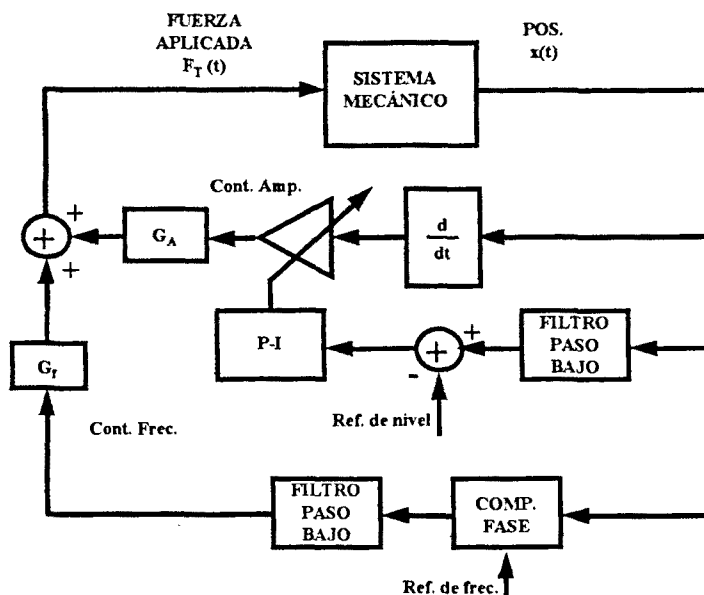 FUERZA
APLICADA
F_T (t)
POS.
x(t)
SISTEMA
MECÁNICO
Cont. Amp.
+
+
+
G_A
d
dt
P-I
+
+
-
FILTRO
PASO
BAJO
G_f
Ref. de nivel
Cont. Frec.
FILTRO
PASO
BAJO
COMP.
FASE
Ref. de frec.